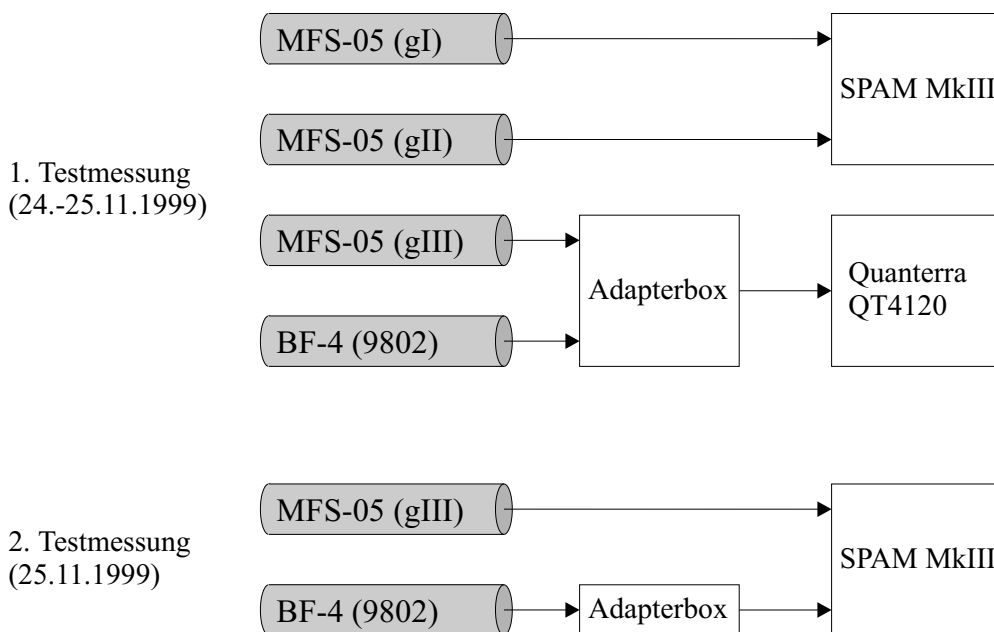 MFS-05 (gI)
SPAM MkIII
MFS-05 (gII)
1. Testmessung
(24.-25.11.1999)
MFS-05 (gIII)
Adapterbox
Quanterra
QT4120
BF-4 (9802)
MFS-05 (gIII)
2. Testmessung
(25.11.1999)
SPAM MkIII
BF-4 (9802)
Adapterbox